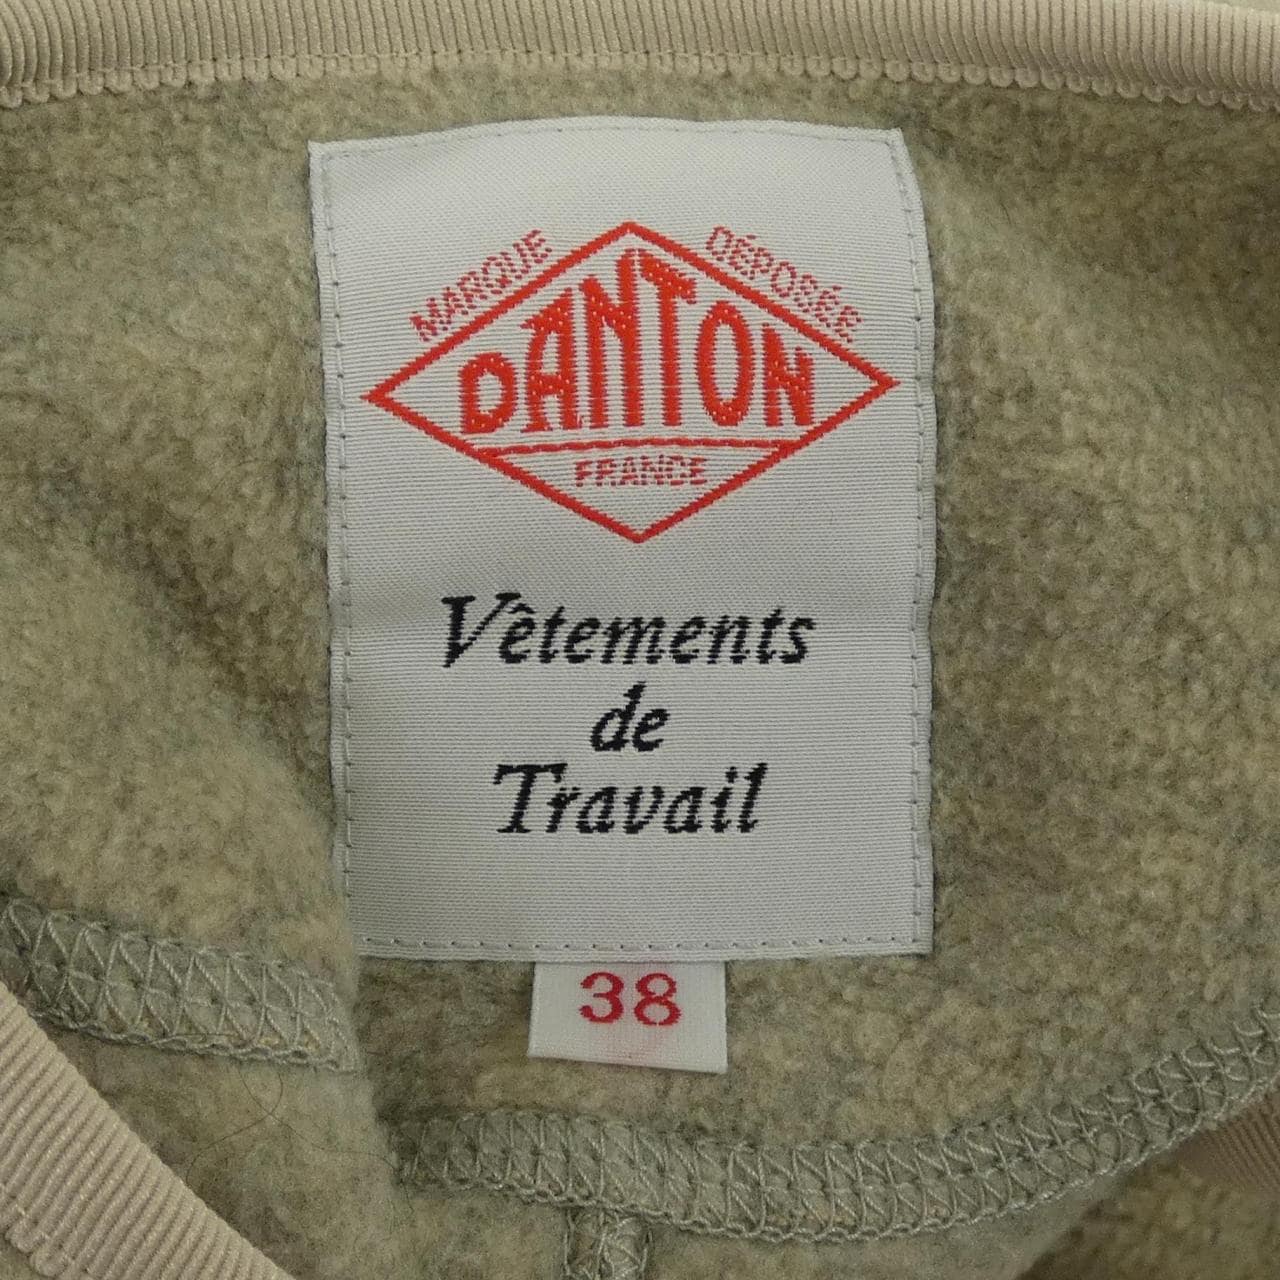 MARQUE DÉPOSÉE
DANTON
FRANCE
Vêtements
de
Travail
38